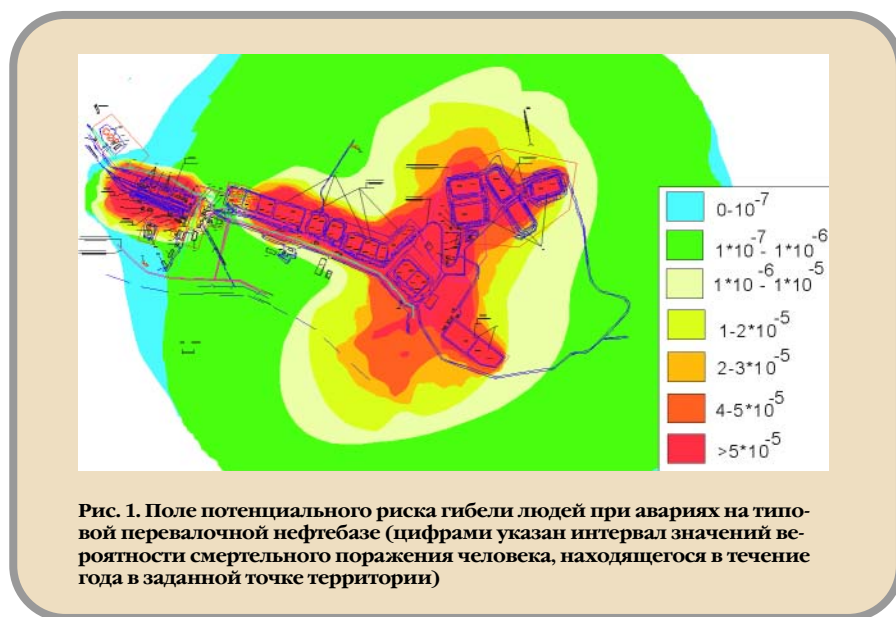 0-10⁻⁷
1*10⁻⁷ - 1*10⁻⁶
1*10⁻⁶ - 1*10⁻⁵
1-2*10⁻⁵
2-3*10⁻⁵
4-5*10⁻⁵
>5*10⁻⁵
Рис. 1. Поле потенциального риска гибели людей при авариях на типо-
вой перевалочной нефтебазе (цифрами указан интервал значений ве-
роятности смертельного поражения человека, находящегося в течение
года в заданной точке территории)